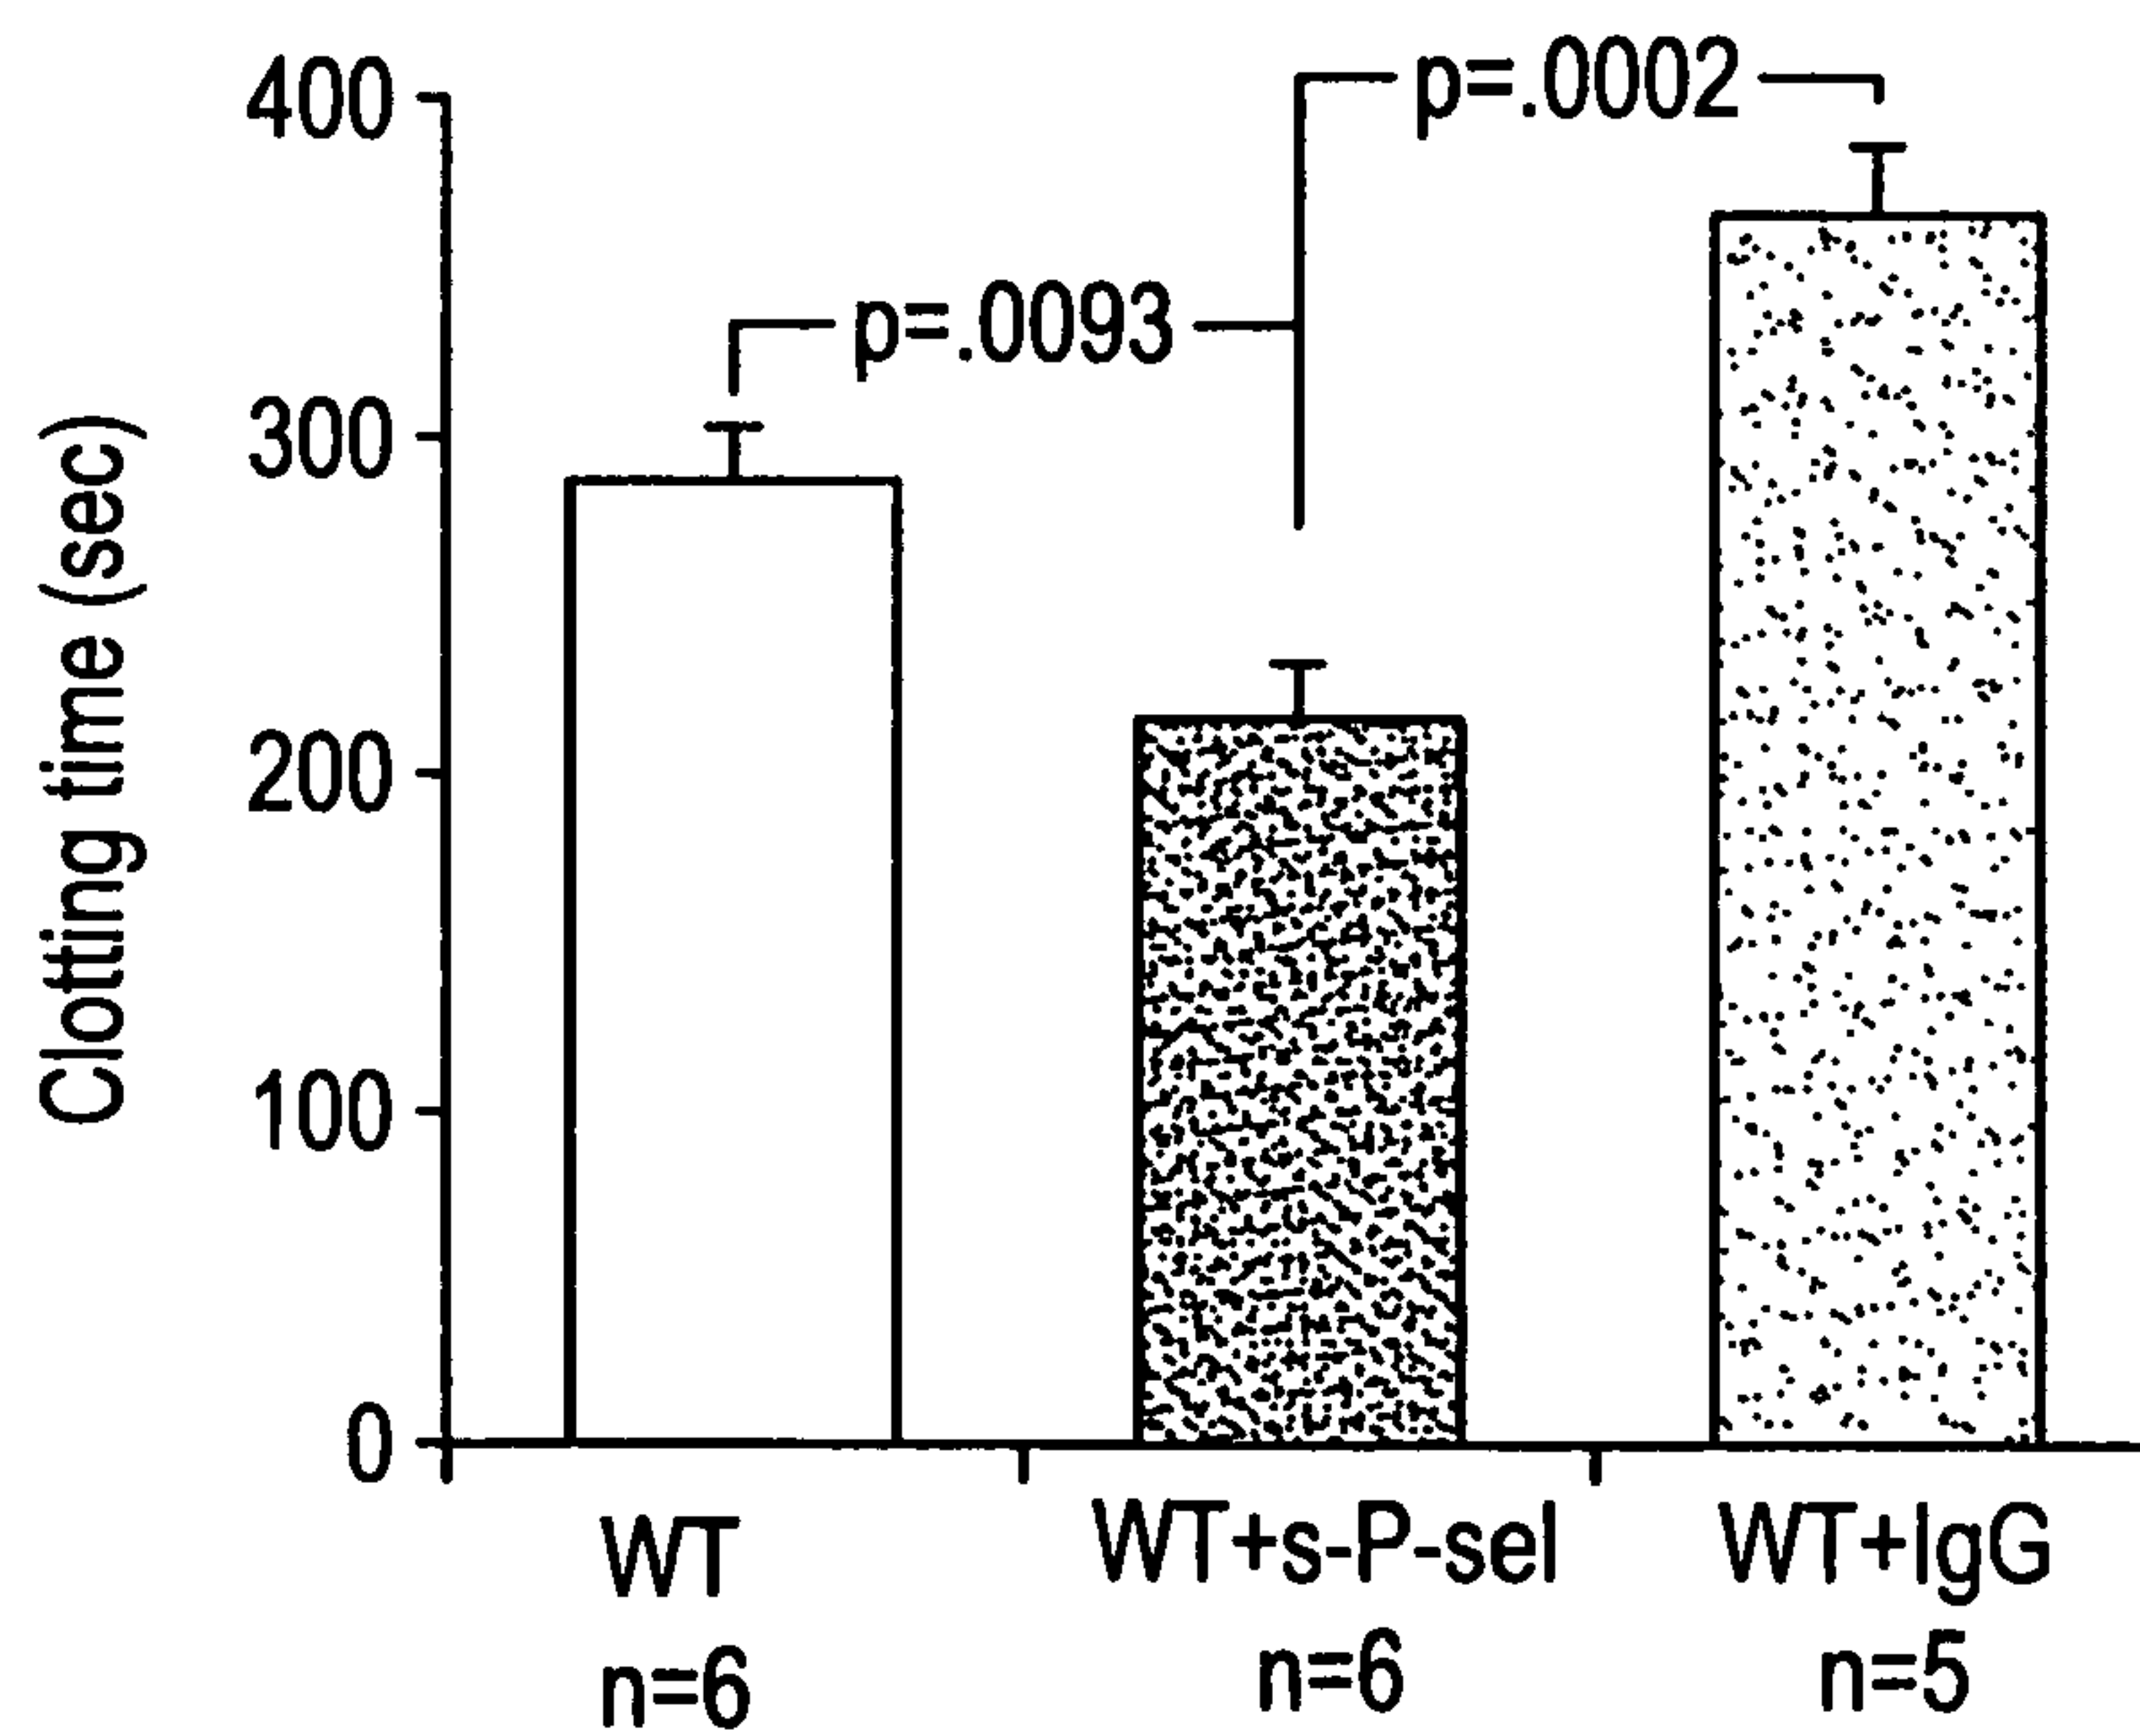 Clotting time (sec)
400
300
200
100
0
p=.0002
p=.0093
WT
n=6
WT+s-P-sel
n=6
WT+IgG
n=5